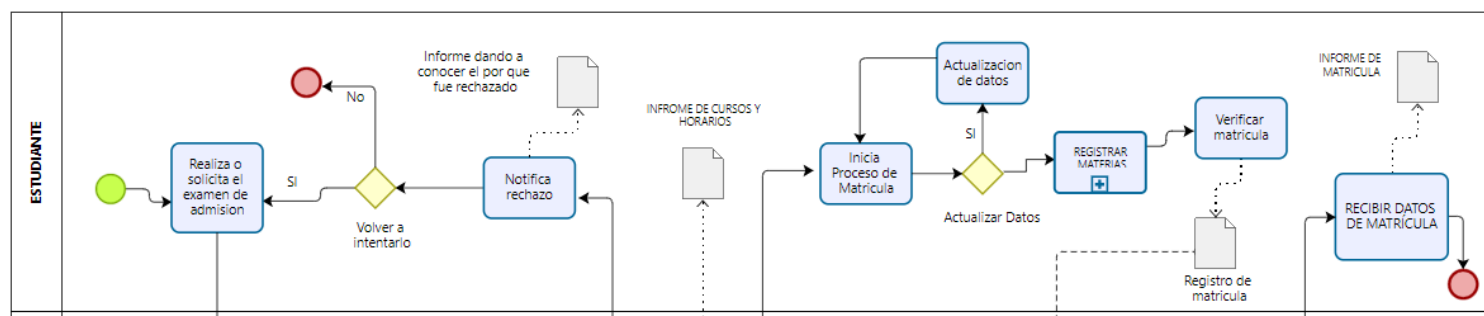 ESTUDIANTE
Realiza o
solicita el
examen de
admision
SI
No
Volver a
intentarlo
Notifica
rechazo
Informe dando a
conocer el por que
fue rechazado
INFROME DE CURSOS Y
HORARIOS
Inicia
Proceso de
Matricula
Actualizacion
de datos
SI
Actualizar Datos
REGISTRAR
MATERIAS
Verificar
matricula
Registro de
matricula
INFORME DE
MATRICULA
RECIBIR DATOS
DE MATRÍCULA